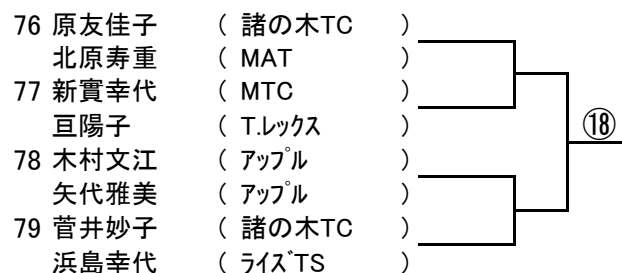 76 原友佳子 ( 諸の木TC )
北原寿重 ( MAT )
77 新實幸代 ( MTC )
亘陽子 ( T.レックス )
⑱
78 木村文江 ( アップル )
矢代雅美 ( アップル )
79 菅井妙子 ( 諸の木TC )
浜島幸代 ( ライズTS )